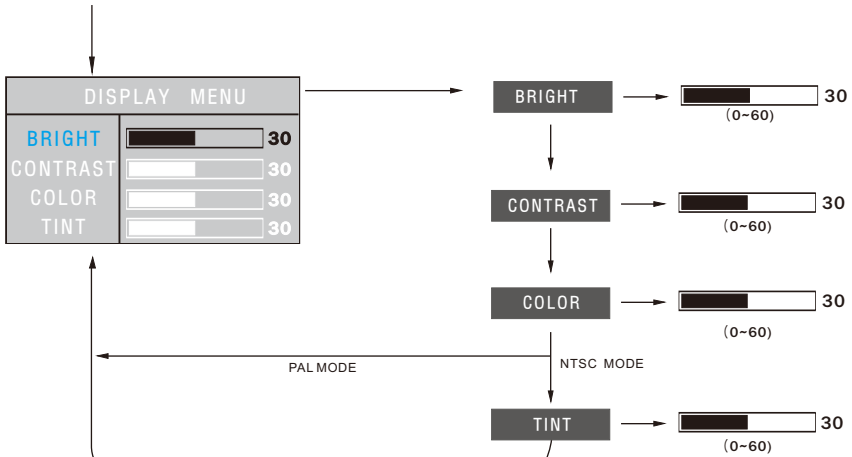 DISPLAY MENU
BRIGHT 30
CONTRAST 30
COLOR 30
TINT 30
BRIGHT 30
(0~60)
CONTRAST 30
(0~60)
COLOR 30
(0~60)
PAL MODE
NTSC MODE
TINT 30
(0~60)